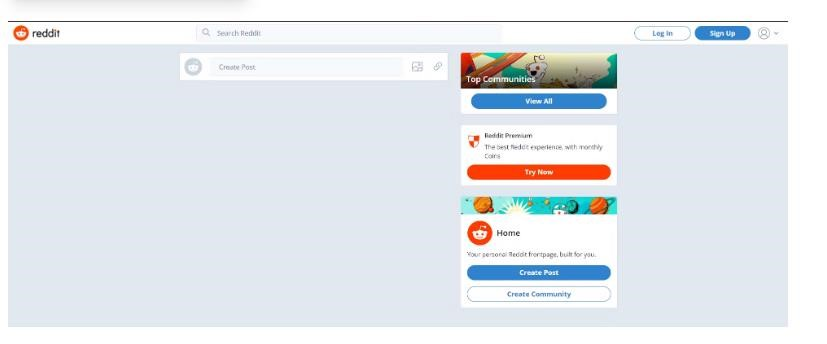 reddit
Search Reddit
Log In
Sign Up
Create Post
Top Communities
View All
Reddit Premium
The best Reddit experience, with monthly
Coins
Try Now
Home
Your personal Reddit frontpage, built for you.
Create Post
Create Community